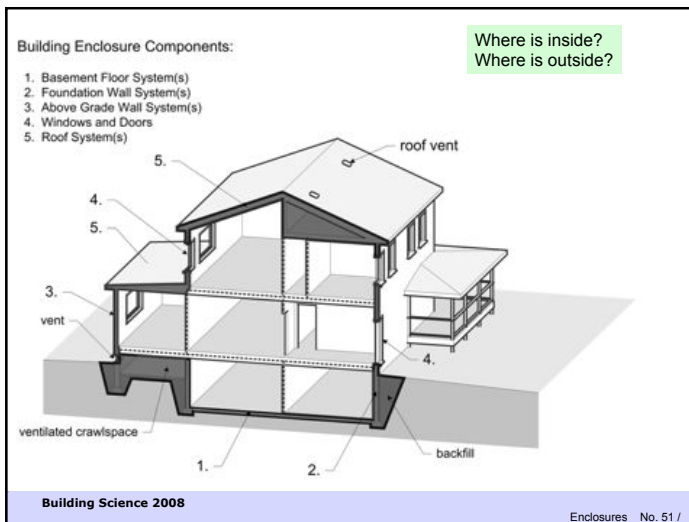 Building Enclosure Components:
Where is inside?
Where is outside?
1. Basement Floor System(s)
2. Foundation Wall System(s)
3. Above Grade Wall System(s)
4. Windows and Doors
5. Roof System(s)
roof vent
5.
4.
5.
3.
vent
4.
ventilated crawlspace
1.
2.
backfill
Building Science 2008
Enclosures No. 51 /